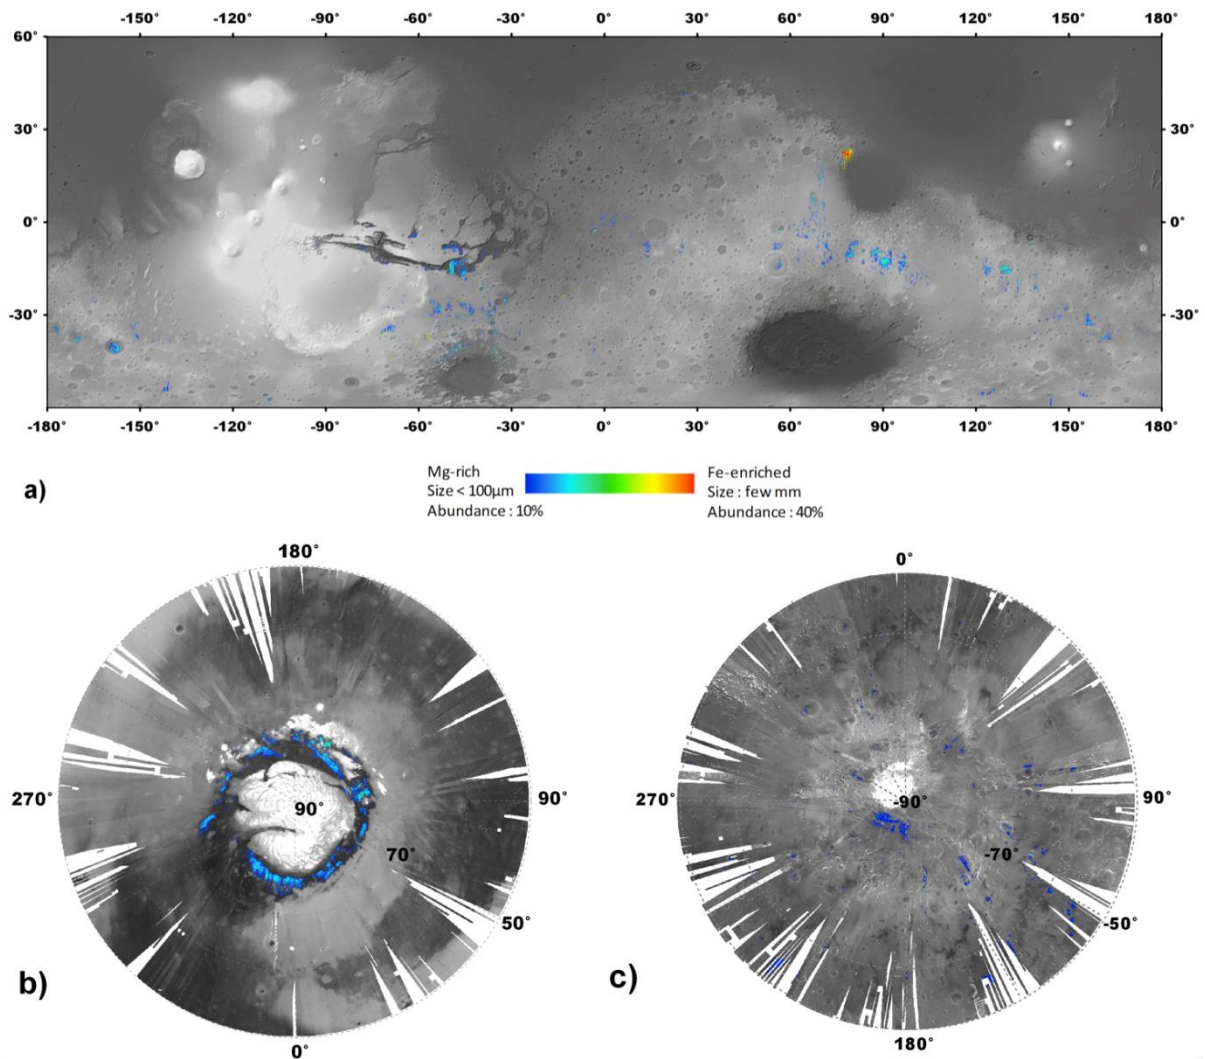 -150° -120° -90° -60° -30° 0° 30° 60° 90° 120° 150° 180°
60°
30° 30°
0° 0°
-30° -30°
-180° -150° -120° -90° -60° -30° 0° 30° 60° 90° 120° 150° 180°
Mg-rich
Size < 100µm
Abundance : 10%
Fe-enriched
Size : few mm
Abundance : 40%
a)
180°
270°
90°
90°
70°
50°
0°
b)
0°
270°
-90°
90°
-70°
-50°
180°
c)